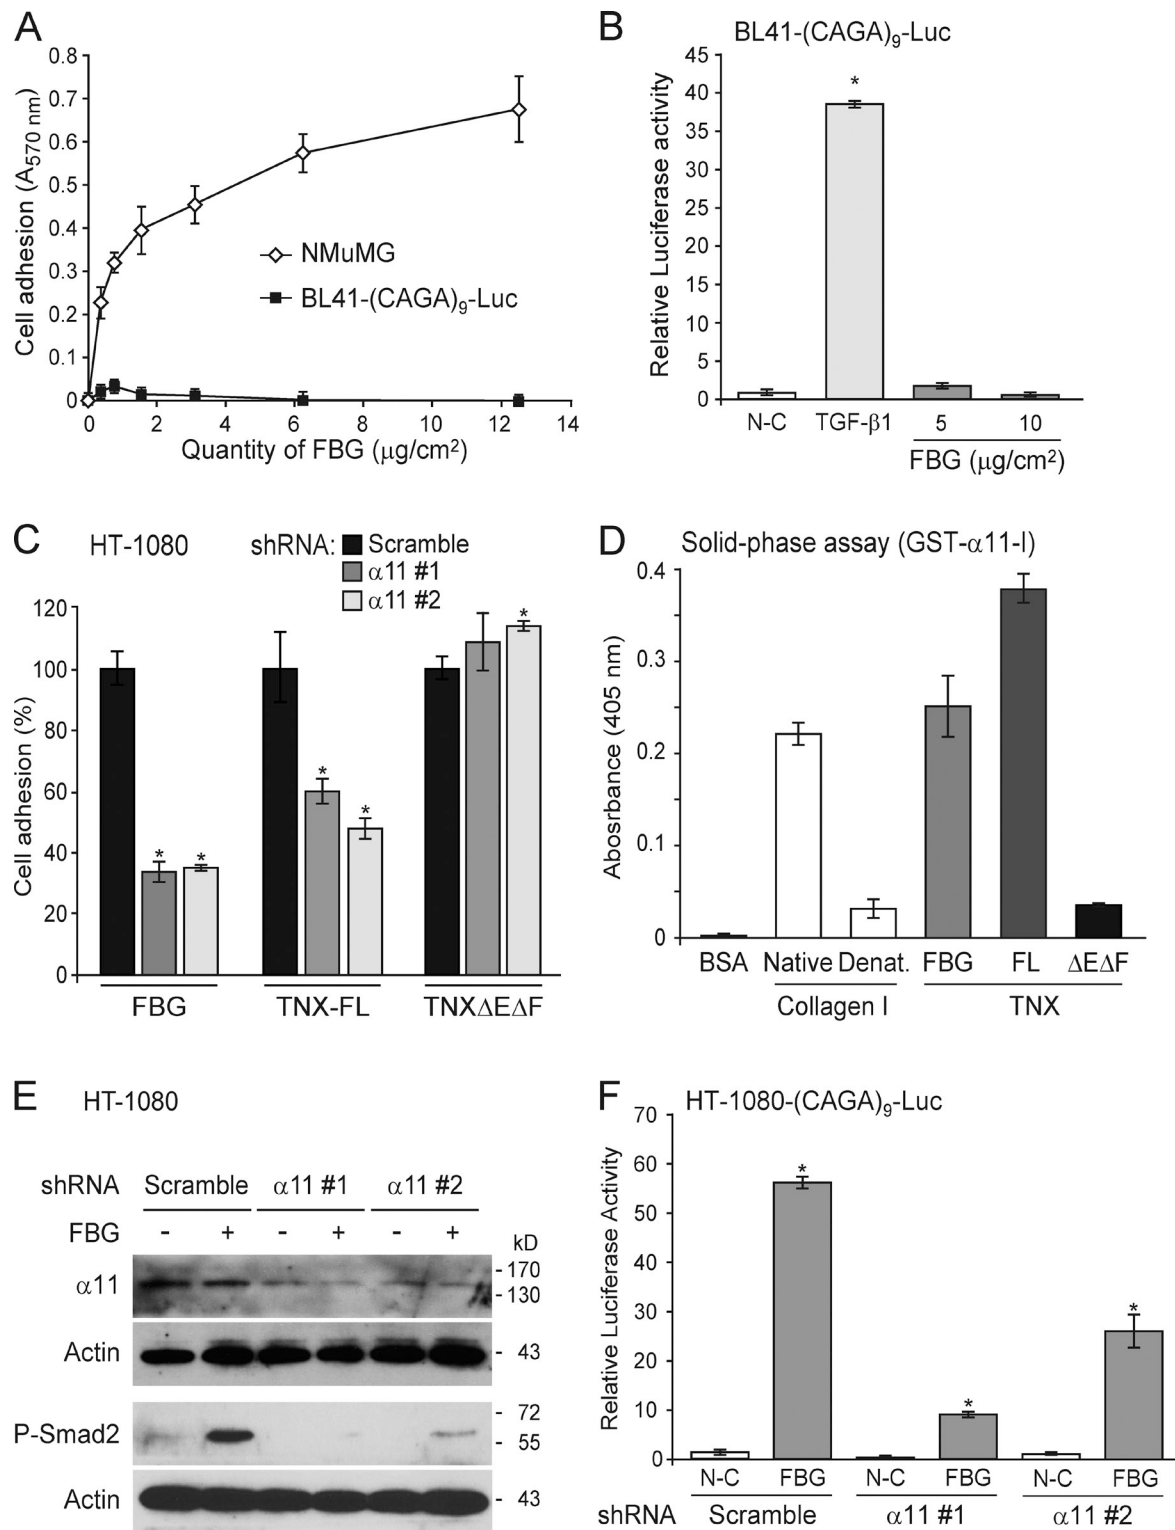 A
0.8
0.7
0.6
0.5
0.4
0.3
0.2
0.1
0
Cell adhesion (A570 nm)
NMuMG
BL41-(CAGA)9-Luc
0 2 4 6 8 10 12 14
Quantity of FBG (μg/cm2)
B BL41-(CAGA)9-Luc
45
40
35
30
25
20
15
10
5
0
Relative Luciferase activity
*
N-C TGF-β1 5 10
FBG (μg/cm2)
C HT-1080 shRNA: Scramble
α11 #1
α11 #2
120
100
80
60
40
20
0
Cell adhesion (%)
* * * * *
FBG TNX-FL TNXΔEΔF
D Solid-phase assay (GST-α11-I)
0.4
0.3
0.2
0.1
0
Abosrbance (405 nm)
BSA Native Denat. FBG FL ΔEΔF
Collagen I TNX
E HT-1080
shRNA Scramble α11 #1 α11 #2
FBG - + - + - +
kD
α11 - 170
- 130
Actin - 43
P-Smad2 - 72
- 55
Actin - 43
F HT-1080-(CAGA)9-Luc
70
60
50
40
30
20
10
0
Relative Luciferase Activity
* * *
N-C FBG N-C FBG N-C FBG
shRNA Scramble α11 #1 α11 #2